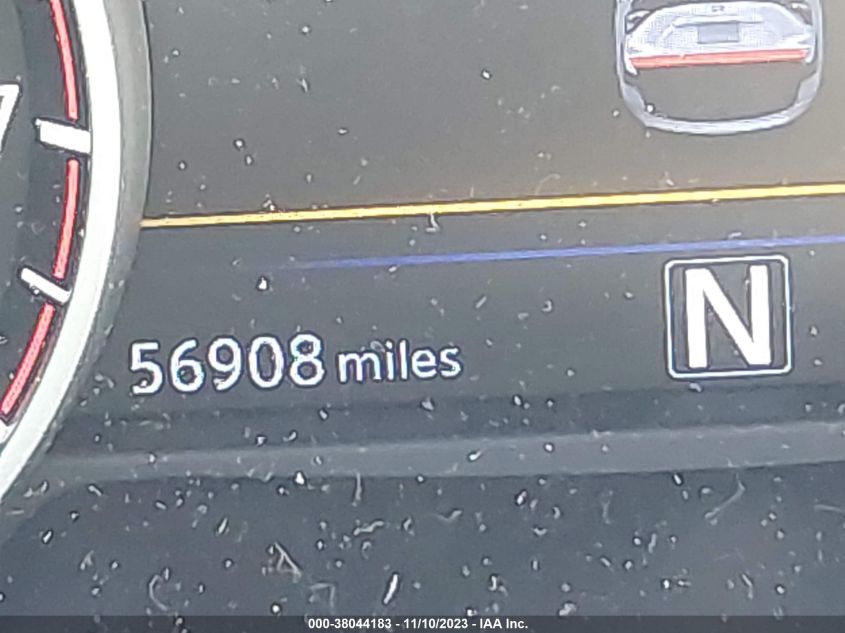 56908 miles
N
000-38044183 - 11/10/2023 - IAA Inc.